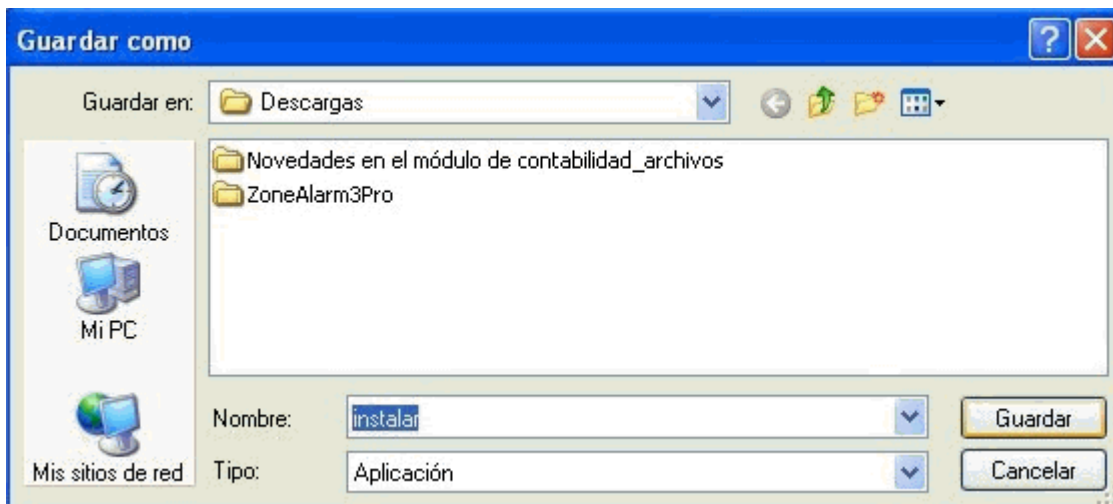 Guardar como
Guardar en: Descargas
Novedades en el módulo de contabilidad_archivos
ZoneAlarm3Pro
Documentos
Mi PC
Mis sitios de red
Nombre: instalar
Tipo: Aplicación
Guardar
Cancelar